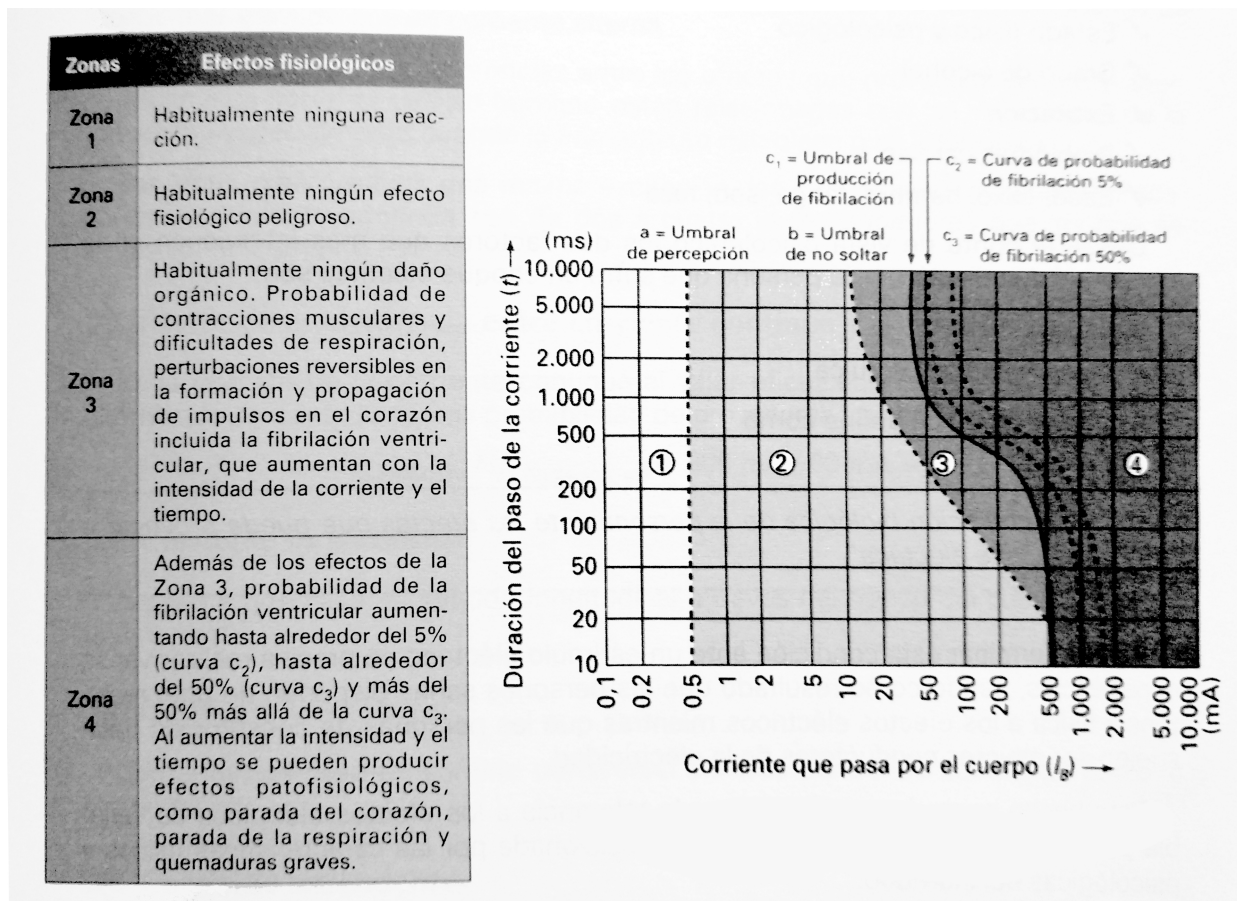 Zonas
Efectos fisiológicos
Zona
1
Habitualmente ninguna reac-
ción.
Zona
2
Habitualmente ningún efecto
fisiológico peligroso.
Zona
3
Habitualmente ningún daño
orgánico. Probabilidad de
contracciones musculares y
dificultades de respiración,
perturbaciones reversibles en
la formación y propagación
de impulsos en el corazón
incluida la fibrilación ventri-
cular, que aumentan con la
intensidad de la corriente y el
tiempo.
Zona
4
Además de los efectos de la
Zona 3, probabilidad de la
fibrilación ventricular aumen-
tando hasta alrededor del 5%
(curva c₂), hasta alrededor
del 50% (curva c₃) y más del
50% más allá de la curva c₃.
Al aumentar la intensidad y el
tiempo se pueden producir
efectos patofisiológicos,
como parada del corazón,
parada de la respiración y
quemaduras graves.
c₁ = Umbral de
producción
de fibrilación
c₂ = Curva de probabilidad
de fibrilación 5%
a = Umbral
de percepción
b = Umbral
de no soltar
c₃ = Curva de probabilidad
de fibrilación 50%
Duración del paso de la corriente (t) →
(ms)
10.000
5.000
2.000
1.000
500
200
100
50
20
10
① ② ③ ④
0,1 0,2 0,5 1 2 5 10 20 50 100 200 500 1.000 2.000 5.000 10.000
(mA)
Corriente que pasa por el cuerpo (I_B) →